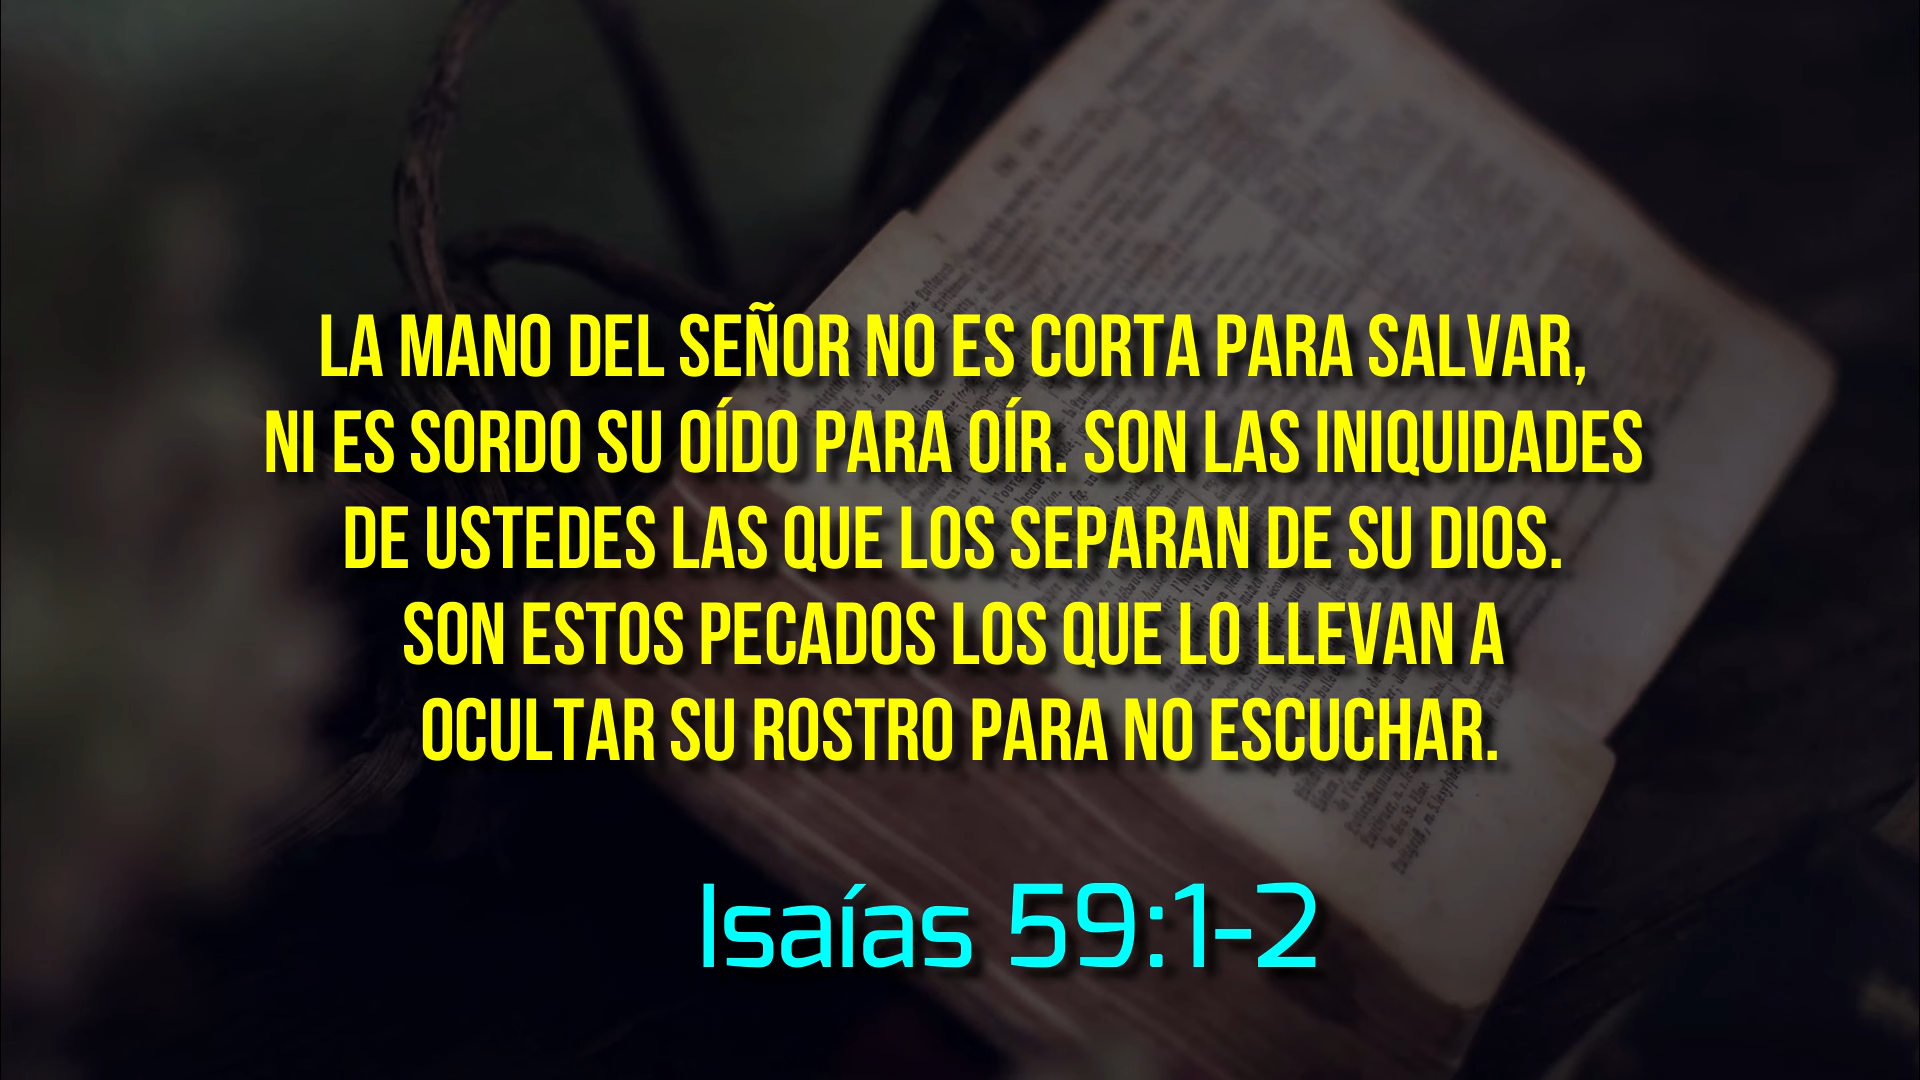 LA MANO DEL SEÑOR NO ES CORTA PARA SALVAR,
NI ES SORDO SU OÍDO PARA OÍR. SON LAS INIQUIDADES
DE USTEDES LAS QUE LOS SEPARAN DE SU DIOS.
SON ESTOS PECADOS LOS QUE LO LLEVAN A
OCULTAR SU ROSTRO PARA NO ESCUCHAR.
Isaías 59:1-2